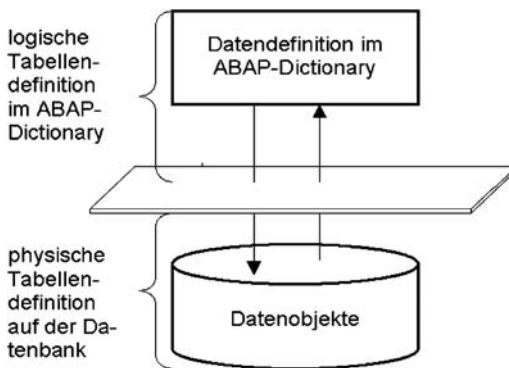 logische
Tabellen-
definition
im ABAP-
Dictionary
Datendefinition im
ABAP-Dictionary
physische
Tabellen-
definition
auf der Da-
tenbank
Datenobjekte